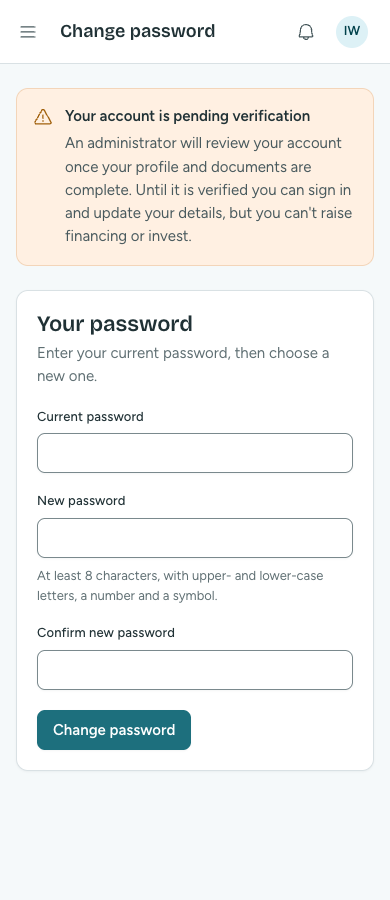 Change password
IW
Your account is pending verification
An administrator will review your account
once your profile and documents are
complete. Until it is verified you can sign in
and update your details, but you can't raise
financing or invest.
Your password
Enter your current password, then choose a
new one.
Current password
New password
At least 8 characters, with upper- and lower-case
letters, a number and a symbol.
Confirm new password
Change password